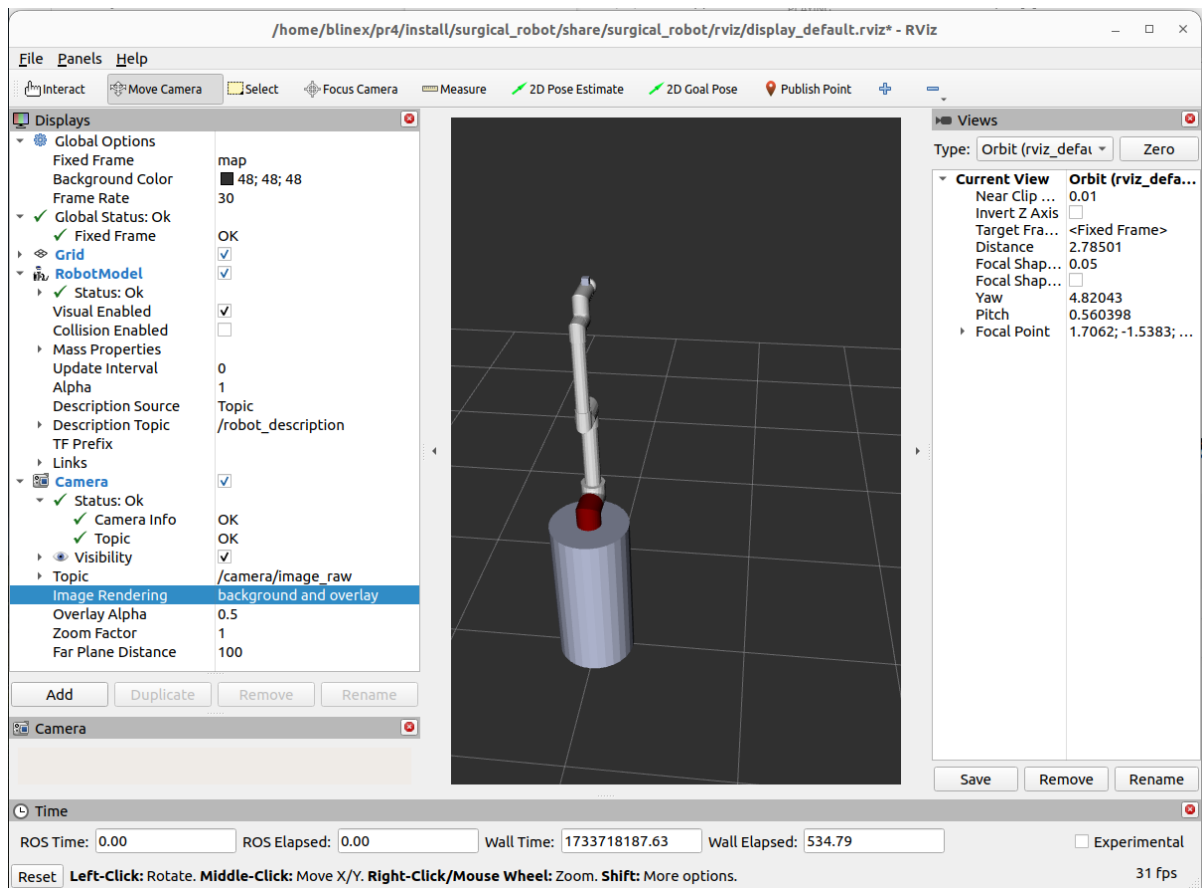 /home/blinex/pr4/install/surgical_robot/share/surgical_robot/rviz/display_default.rviz* - RViz
File Panels Help
Interact Move Camera Select Focus Camera Measure 2D Pose Estimate 2D Goal Pose Publish Point
Displays
Global Options
Fixed Frame map
Background Color 48; 48; 48
Frame Rate 30
Global Status: Ok
Fixed Frame OK
Grid
RobotModel
Status: Ok
Visual Enabled
Collision Enabled
Mass Properties
Update Interval 0
Alpha 1
Description Source Topic
Description Topic /robot_description
TF Prefix
Links
Camera
Status: Ok
Camera Info OK
Topic OK
Visibility
Topic /camera/image_raw
Image Rendering background and overlay
Overlay Alpha 0.5
Zoom Factor 1
Far Plane Distance 100
Add Duplicate Remove Rename
Camera
Views
Type: Orbit (rviz_defau Zero
Current View Orbit (rviz_defa...
Near Clip ... 0.01
Invert Z Axis
Target Fra... <Fixed Frame>
Distance 2.78501
Focal Shap... 0.05
Focal Shap...
Yaw 4.82043
Pitch 0.560398
Focal Point 1.7062; -1.5383; ...
Save Remove Rename
Time
ROS Time: 0.00 ROS Elapsed: 0.00 Wall Time: 1733718187.63 Wall Elapsed: 534.79 Experimental
Reset Left-Click: Rotate. Middle-Click: Move X/Y. Right-Click/Mouse Wheel: Zoom. Shift: More options. 31 fps